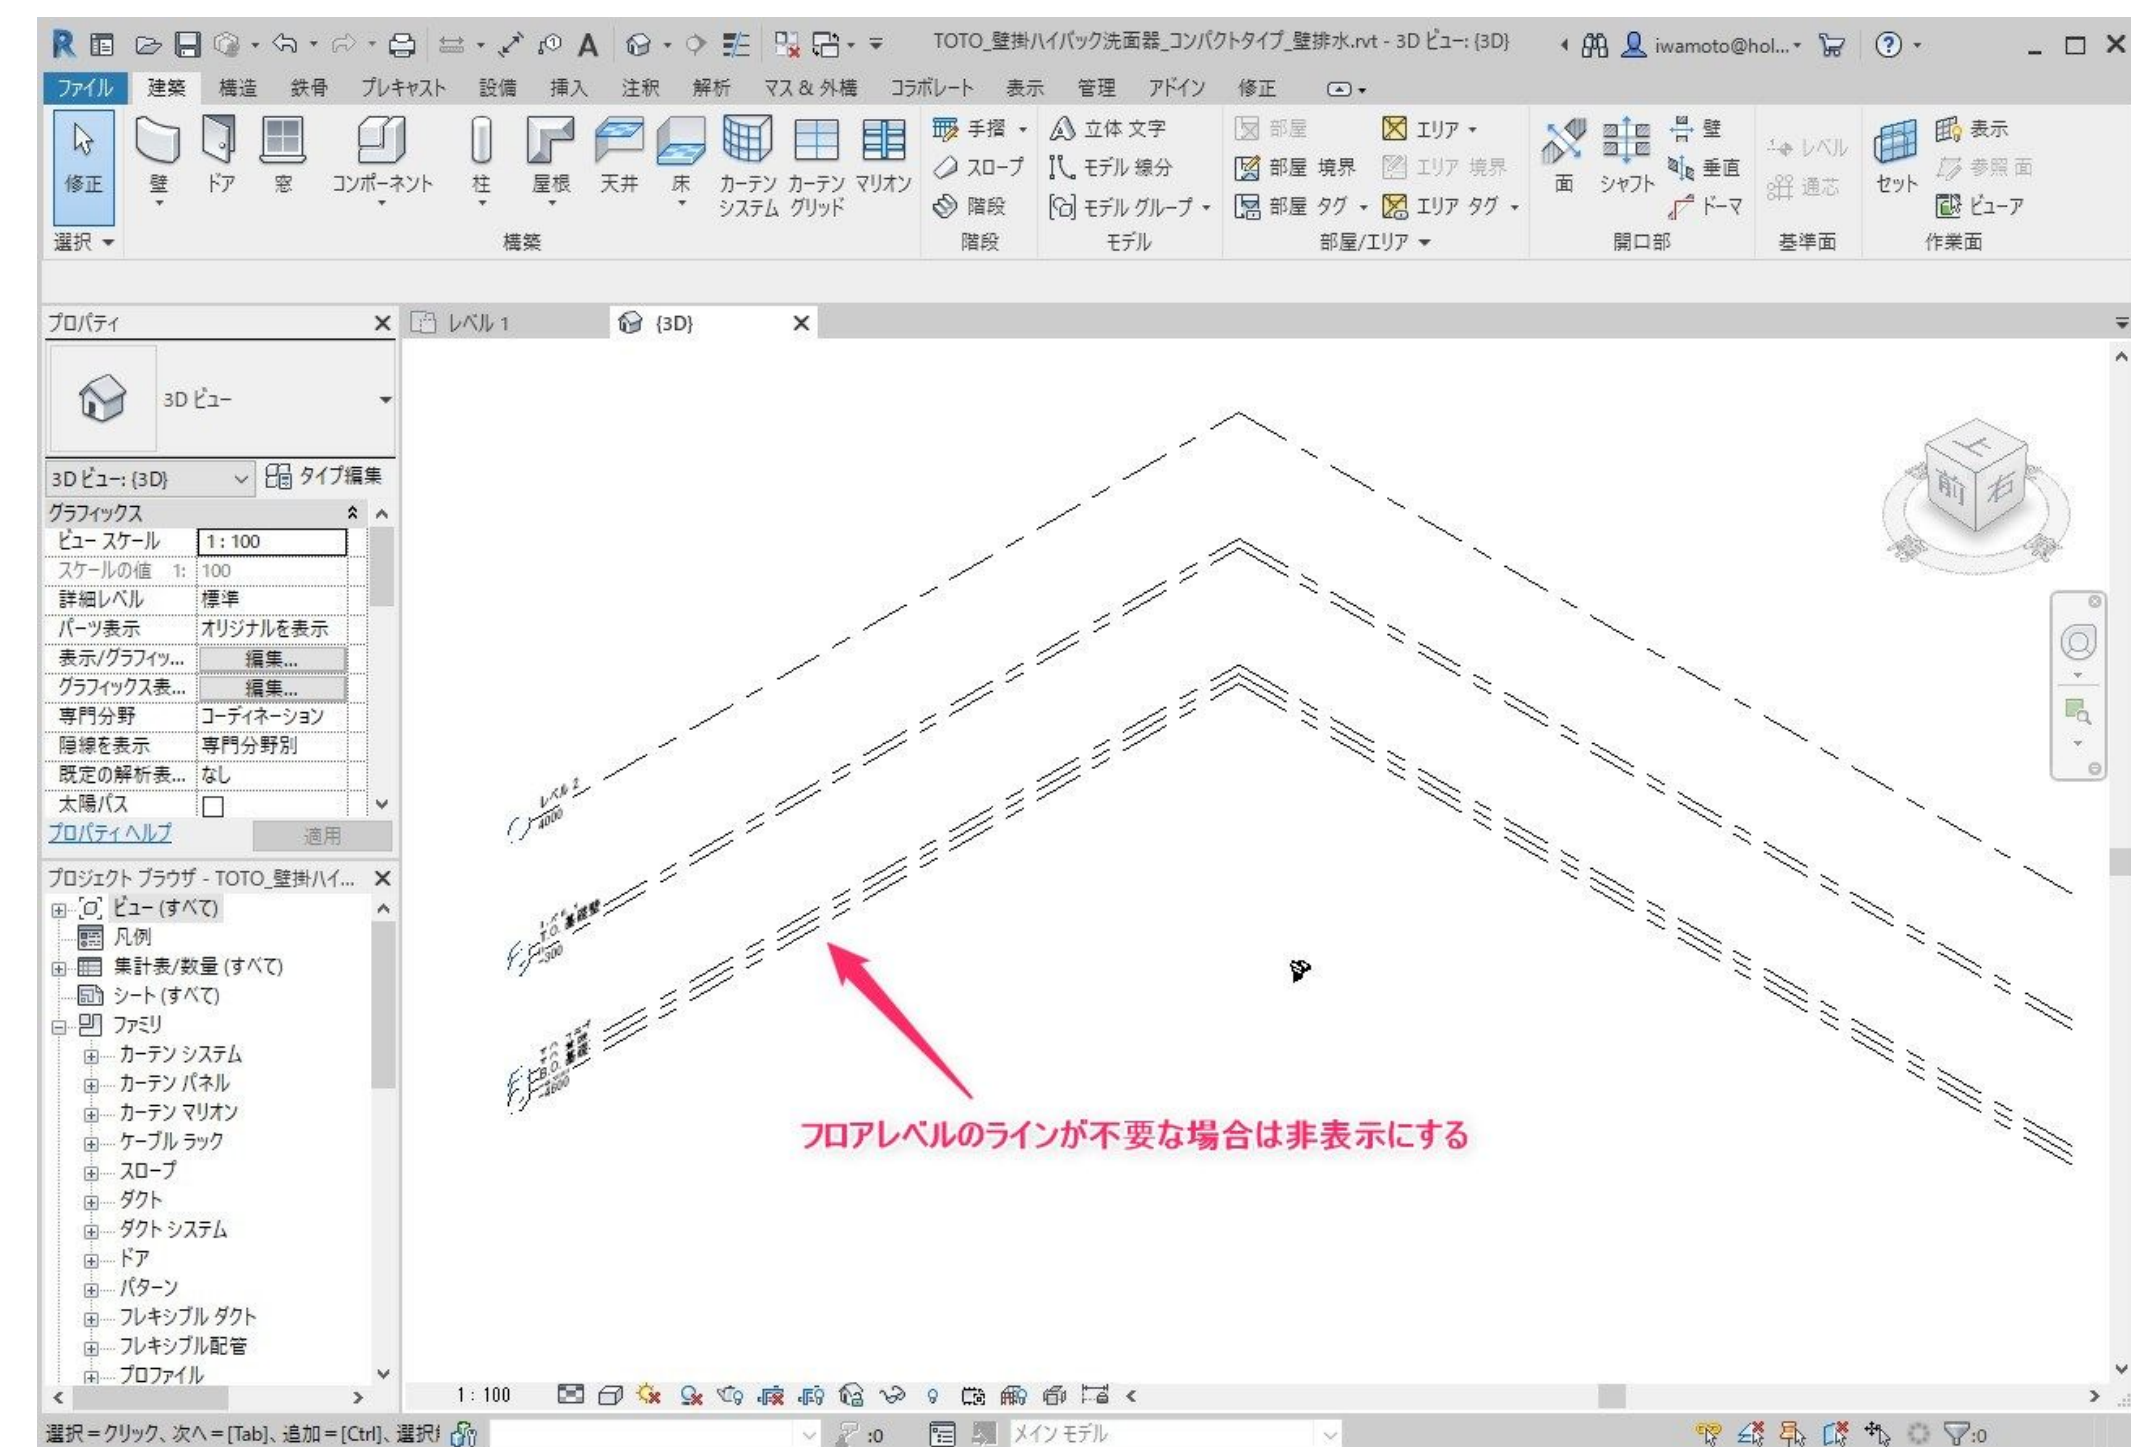 TOTO_壁掛ハイバック洗面器_コンパクトタイプ_壁排水.rvt - 3D ビュー: {3D} iwamoto@hol...
ファイル 建築 構造 鉄骨 プレキャスト 設備 挿入 注釈 解析 マス & 外構 コラボレート 表示 管理 アドイン 修正
修正 壁 ドア 窓 コンポーネント 柱 屋根 天井 床 カーテン システム カーテン グリッド マリオン
手摺 スロープ 階段
立体 文字 モデル 線分 モデル グループ
部屋 部屋 境界 部屋 タグ エリア エリア 境界 エリア タグ
面 シャフト 壁 垂直 ドーマ
レベル 通芯
セット 表示 参照 面 ビューア
選択 構築 階段 モデル 部屋/エリア 開口部 基準面 作業面
プロパティ
レベル 1 {3D}
3D ビュー
3D ビュー: {3D} タイプ編集
グラフィックス
ビュー スケール 1 : 100
スケールの値 1: 100
詳細レベル 標準
パーツ表示 オリジナルを表示
表示/グラフィッ... 編集...
グラフィックス表... 編集...
専門分野 コーディネーション
隠線を表示 専門分野別
既定の解析表... なし
太陽パス
プロパティ ヘルプ 適用
プロジェクト ブラウザ - TOTO_壁掛ハイ...
ビュー (すべて)
凡例
集計表/数量 (すべて)
シート (すべて)
ファミリ
カーテン システム
カーテン パネル
カーテン マリオン
ケーブル ラック
スロープ
ダクト
ダクト システム
ドア
パターン
フレキシブル ダクト
フレキシブル配管
プロファイル
上
前 右
レベル 2
4000
T.O. 基礎壁
-300
B.O. 基礎
フロアレベルのラインが不要な場合は非表示にする
1 : 100
選択 = クリック、次へ = [Tab]、追加 = [Ctrl]、選択 :0 メイン モデル :0